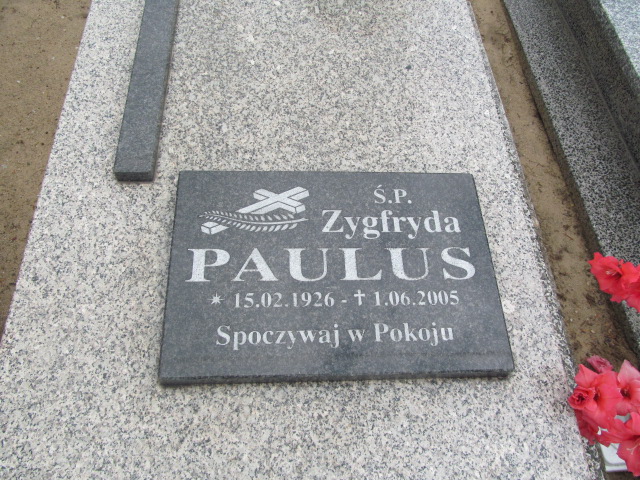 Ś.P.
Zygfryda
PAULUS
* 15.02.1926 - † 1.06.2005
Spoczywaj w Pokoju